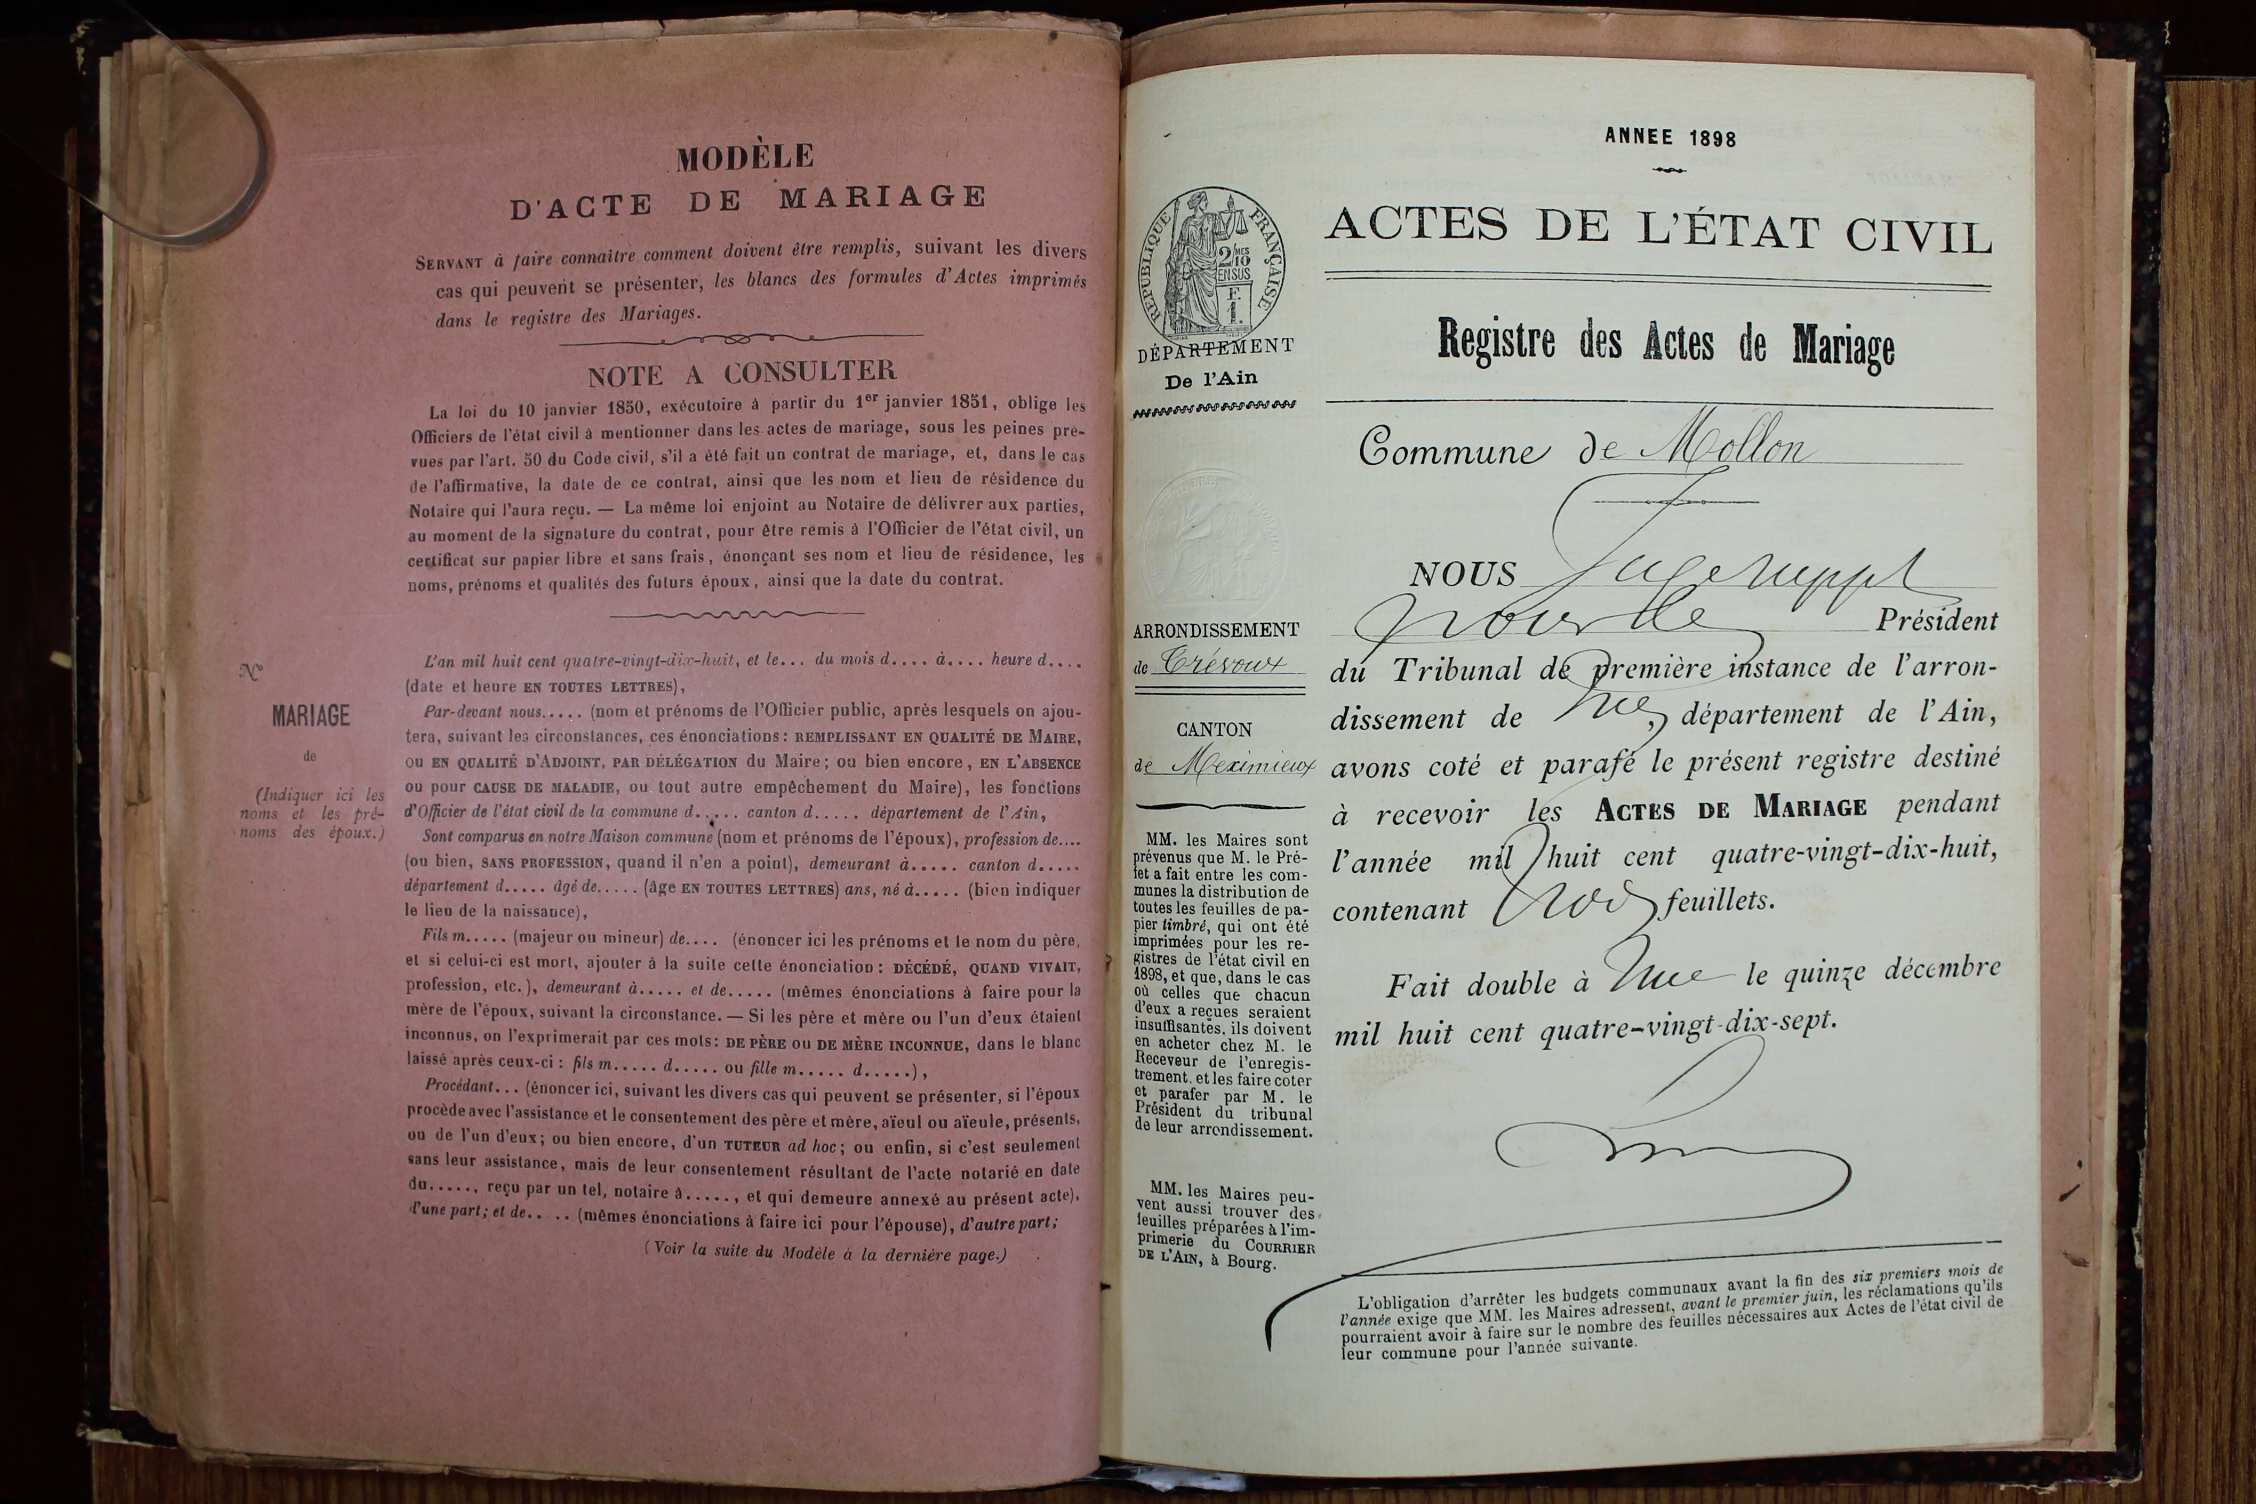 MODÈLE
D'ACTE DE MARIAGE
SERVANT à faire connaître comment doivent être remplis, suivant les divers
cas qui peuvent se présenter, les blancs des formules d'Actes imprimés
dans le registre des Mariages.
NOTE A CONSULTER
La loi du 10 janvier 1850, exécutoire à partir du 1er janvier 1851, oblige les
Officiers de l'état civil à mentionner dans les actes de mariage, sous les peines pré-
vues par l'art. 50 du Code civil, s'il a été fait un contrat de mariage, et, dans le cas
de l'affirmative, la date de ce contrat, ainsi que les nom et lieu de résidence du
Notaire qui l'aura reçu. — La même loi enjoint au Notaire de délivrer aux parties,
au moment de la signature du contrat, pour être remis à l'Officier de l'état civil, un
certificat sur papier libre et sans frais, énonçant ses nom et lieu de résidence, les
noms, prénoms et qualités des futurs époux, ainsi que la date du contrat.
No
MARIAGE
de
(Indiquer ici les
noms et les pré-
noms des époux.)
L'an mil huit cent quatre-vingt-dix-huit, et le... du mois d.... à.... heure d....
(date et heure EN TOUTES LETTRES),
Par-devant nous..... (nom et prénoms de l'Officier public, après lesquels on ajou-
tera, suivant les circonstances, ces énonciations: REMPLISSANT EN QUALITÉ DE MAIRE,
ou EN QUALITÉ D'ADJOINT, PAR DÉLÉGATION du Maire; ou bien encore, EN L'ABSENCE
ou pour CAUSE DE MALADIE, ou tout autre empêchement du Maire), les fonctions
d'Officier de l'état civil de la commune d..... canton d..... département de l'Ain,
Sont comparus en notre Maison commune (nom et prénoms de l'époux), profession de....
(ou bien, SANS PROFESSION, quand il n'en a point), demeurant à..... canton d.....
département d..... âgé de..... (âge EN TOUTES LETTRES) ans, né à..... (bien indiquer
le lieu de la naissance),
Fils m..... (majeur ou mineur) de.... (énoncer ici les prénoms et le nom du père,
et si celui-ci est mort, ajouter à la suite cette énonciation: DÉCÉDÉ, QUAND VIVAIT,
profession, etc.), demeurant à..... et de..... (mêmes énonciations à faire pour la
mère de l'époux, suivant la circonstance. — Si les père et mère ou l'un d'eux étaient
inconnus, on l'exprimerait par ces mots: DE PÈRE ou DE MÈRE INCONNUE, dans le blanc
laissé après ceux-ci: fils m..... d..... ou fille m..... d.....),
Procédant... (énoncer ici, suivant les divers cas qui peuvent se présenter, si l'époux
procède avec l'assistance et le consentement des père et mère, aïeul ou aïeule, présents,
ou de l'un d'eux; ou bien encore, d'un TUTEUR ad hoc; ou enfin, si c'est seulement
sans leur assistance, mais de leur consentement résultant de l'acte notarié en date
du....., reçu par un tel, notaire à....., et qui demeure annexé au présent acte),
d'une part; et de.. .. (mêmes énonciations à faire ici pour l'épouse), d'autre part;
(Voir la suite du Modèle à la dernière page.)
ANNEE 1898
RÉPUBLIQUE FRANÇAISE
2/10 MES
EN SUS
F.
1.
DÉPARTEMENT
De l'Ain
ARRONDISSEMENT
de Trévoux
CANTON
de Meximieux
MM. les Maires sont
prévenus que M. le Pré-
fet a fait entre les com-
munes la distribution de
toutes les feuilles de pa-
pier timbré, qui ont été
imprimées pour les re-
gistres de l'état civil en
1898, et que, dans le cas
où celles que chacun
d'eux a reçues seraient
insuffisantes, ils doivent
en acheter chez M. le
Receveur de l'enregis-
trement, et les faire coter
et parafer par M. le
Président du tribunal
de leur arrondissement.
MM. les Maires peu-
vent aussi trouver des
feuilles préparées à l'im-
primerie du COURRIER
DE L'AIN, à Bourg.
ACTES DE L'ÉTAT CIVIL
Registre des Actes de Mariage
Commune de Mollon
NOUS Juge suppl
pour le Président
du Tribunal de première instance de l'arron-
dissement de , département de l'Ain,
avons coté et parafé le présent registre destiné
à recevoir les ACTES DE MARIAGE pendant
l'année mil huit cent quatre-vingt-dix-huit,
contenant trois feuillets.
Fait double à le quinze décembre
mil huit cent quatre-vingt-dix-sept.
L'obligation d'arrêter les budgets communaux avant la fin des six premiers mois de
l'année exige que MM. les Maires adressent, avant le premier juin, les réclamations qu'ils
pourraient avoir à faire sur le nombre des feuilles nécessaires aux Actes de l'état civil de
leur commune pour l'année suivante.